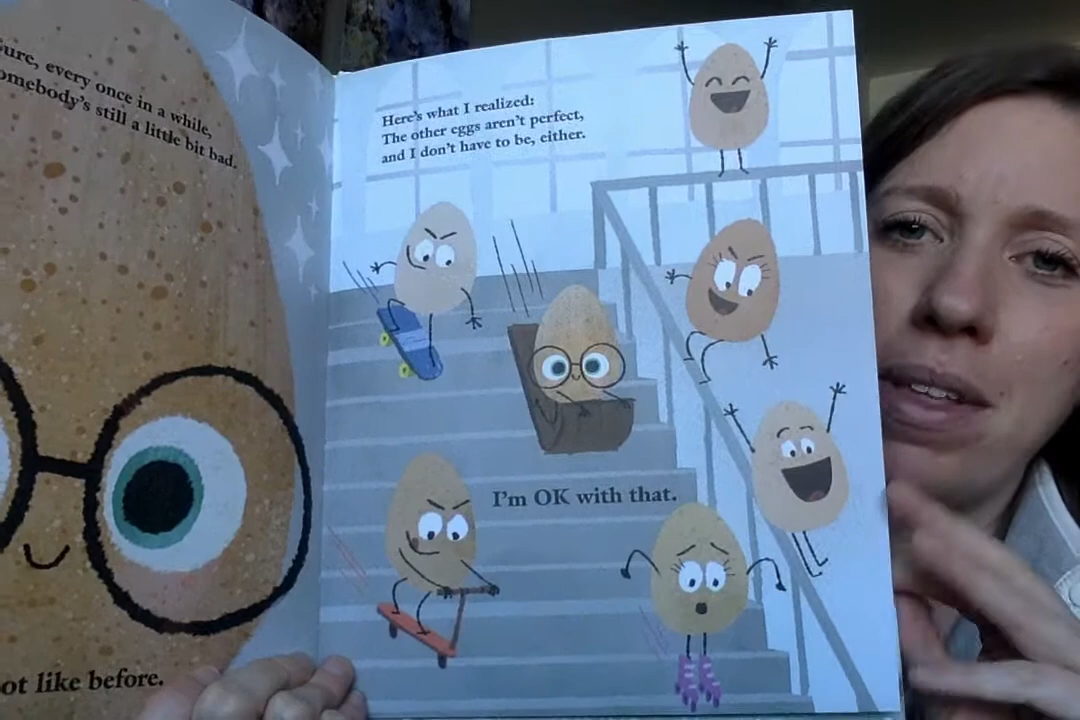 ure, every once in a while,
omebody's still a little bit bad.
ot like before.
Here's what I realized:
The other eggs aren't perfect,
and I don't have to be, either.
I'm OK with that.